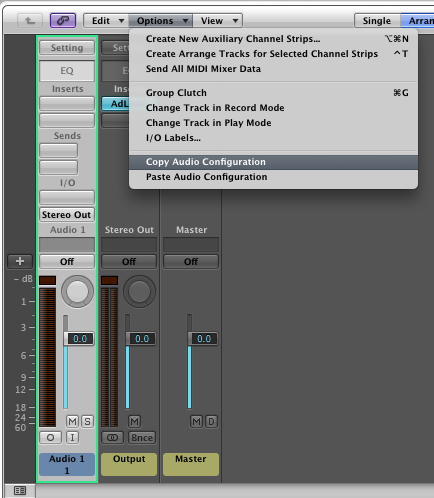 Edit
Options
View
Single
Arran
Create New Auxiliary Channel Strips... ⌥⌘N
Create Arrange Tracks for Selected Channel Strips ^T
Send All MIDI Mixer Data
Group Clutch ⌘G
Change Track in Record Mode
Change Track in Play Mode
I/O Labels...
Copy Audio Configuration
Paste Audio Configuration
Setting
EQ
Inserts
AdL
Sends
I/O
Stereo Out
Audio 1 Stereo Out Master
Off Off Off
- dB
1
3
6
9
12
18
24
60
0.0 0.0 0.0
M S M M D
O I Bnce
Audio 1 Output Master
1